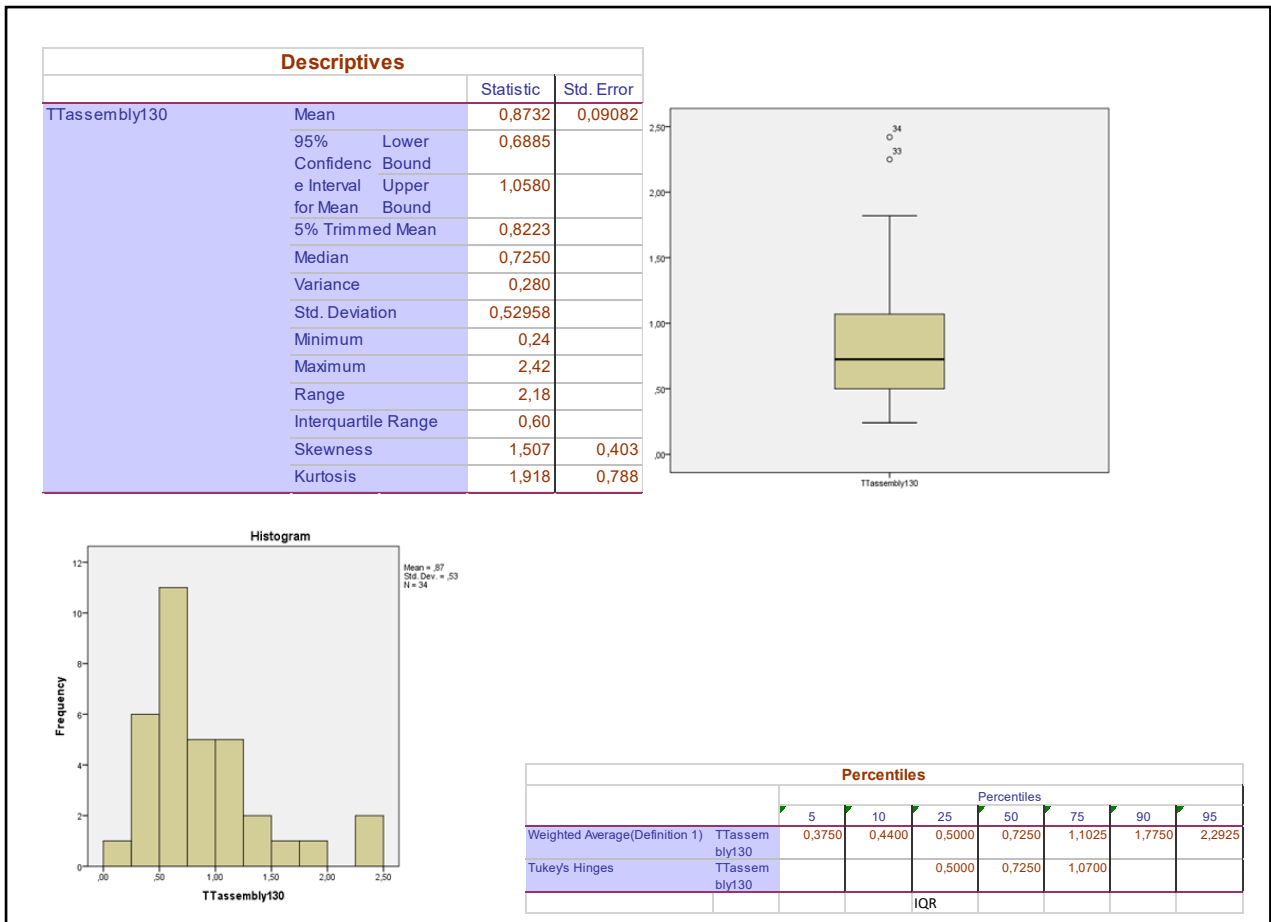 Descriptives
Statistic Std. Error
TTassembly130 Mean 0,8732 0,09082
95% Lower 0,6885
Confidenc Bound
e Interval Upper 1,0580
for Mean Bound
5% Trimmed Mean 0,8223
Median 0,7250
Variance 0,280
Std. Deviation 0,52958
Minimum 0,24
Maximum 2,42
Range 2,18
Interquartile Range 0,60
Skewness 1,507 0,403
Kurtosis 1,918 0,788
2,50
34
33
2,00
1,50
1,00
,50
,00
TTassembly130
Histogram
Mean = ,87
Std. Dev. = ,53
N = 34
Frequency
12
10
8
6
4
2
0
,00 ,50 1,00 1,50 2,00 2,50
TTassembly130
Percentiles
Percentiles
5 10 25 50 75 90 95
Weighted Average(Definition 1) TTassem 0,3750 0,4400 0,5000 0,7250 1,1025 1,7750 2,2925
bly130
Tukey's Hinges TTassem 0,5000 0,7250 1,0700
bly130
IQR